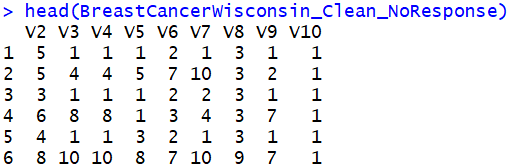 > head(BreastCancerWisconsin_Clean_NoResponse)
V2 V3 V4 V5 V6 V7 V8 V9 V10
1 5 1 1 1 2 1 3 1 1
2 5 4 4 5 7 10 3 2 1
3 3 1 1 1 2 2 3 1 1
4 6 8 8 1 3 4 3 7 1
5 4 1 1 3 2 1 3 1 1
6 8 10 10 8 7 10 9 7 1